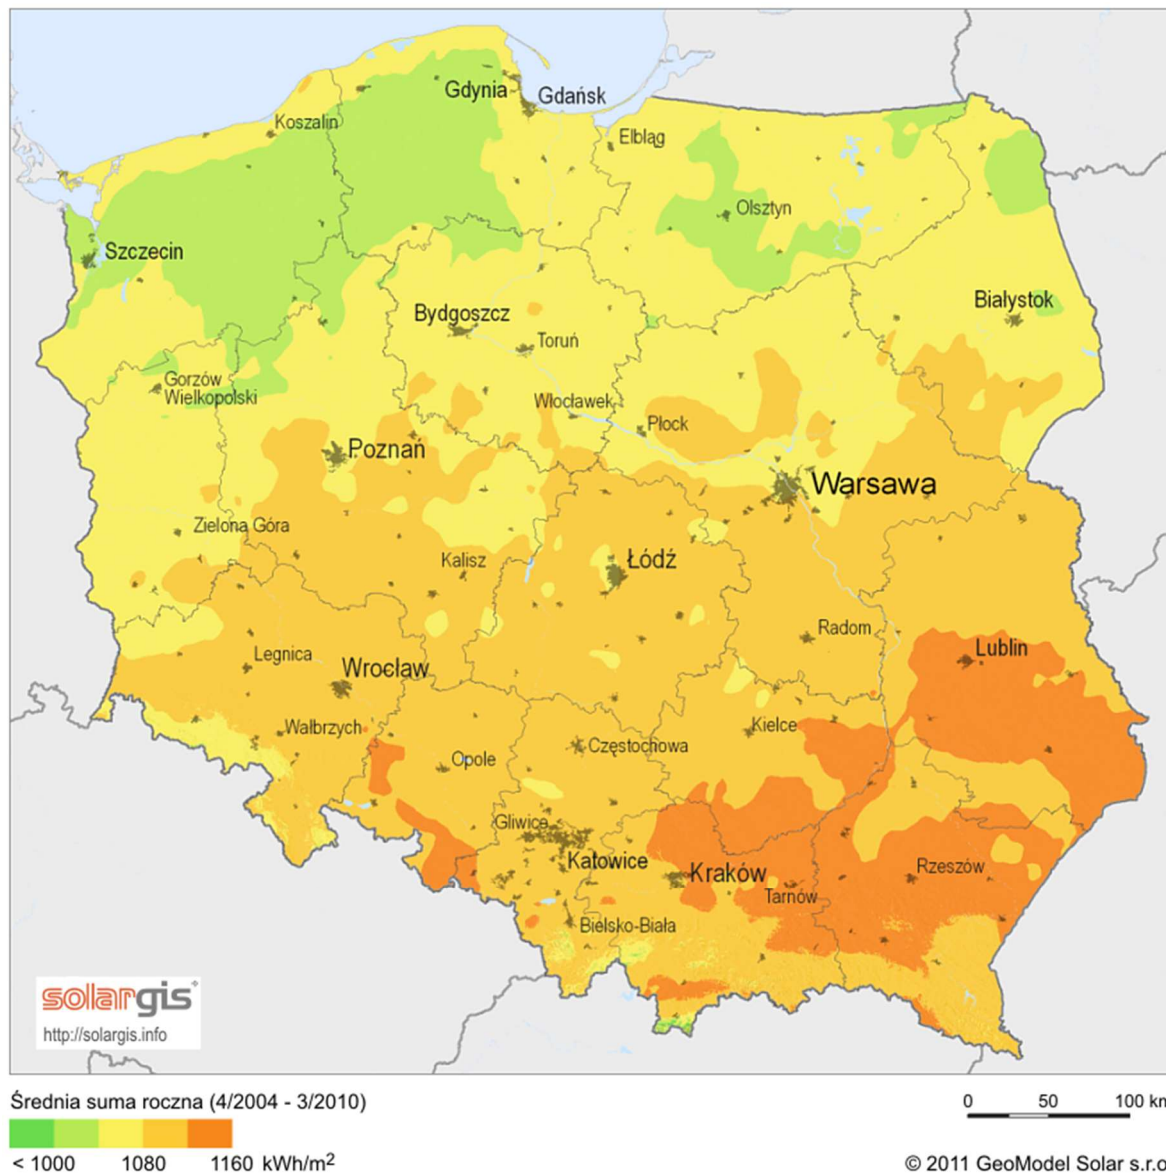 Gdynia
Gdańsk
Koszalin
Elbląg
Olsztyn
Szczecin
Białystok
Bydgoszcz
Toruń
Gorzów
Wielkopolski
Włocławek
Płock
Poznań
Warsawa
Zielona Góra
Kalisz
Łódź
Radom
Legnica
Wrocław
Lublin
Wałbrzych
Kielce
Częstochowa
Opole
Gliwice
Katowice
Kraków
Rzeszów
Tarnów
Bielsko-Biała
solargis
http://solargis.info
Średnia suma roczna (4/2004 - 3/2010)
0 50 100 km
< 1000 1080 1160 kWh/m²
© 2011 GeoModel Solar s.r.o